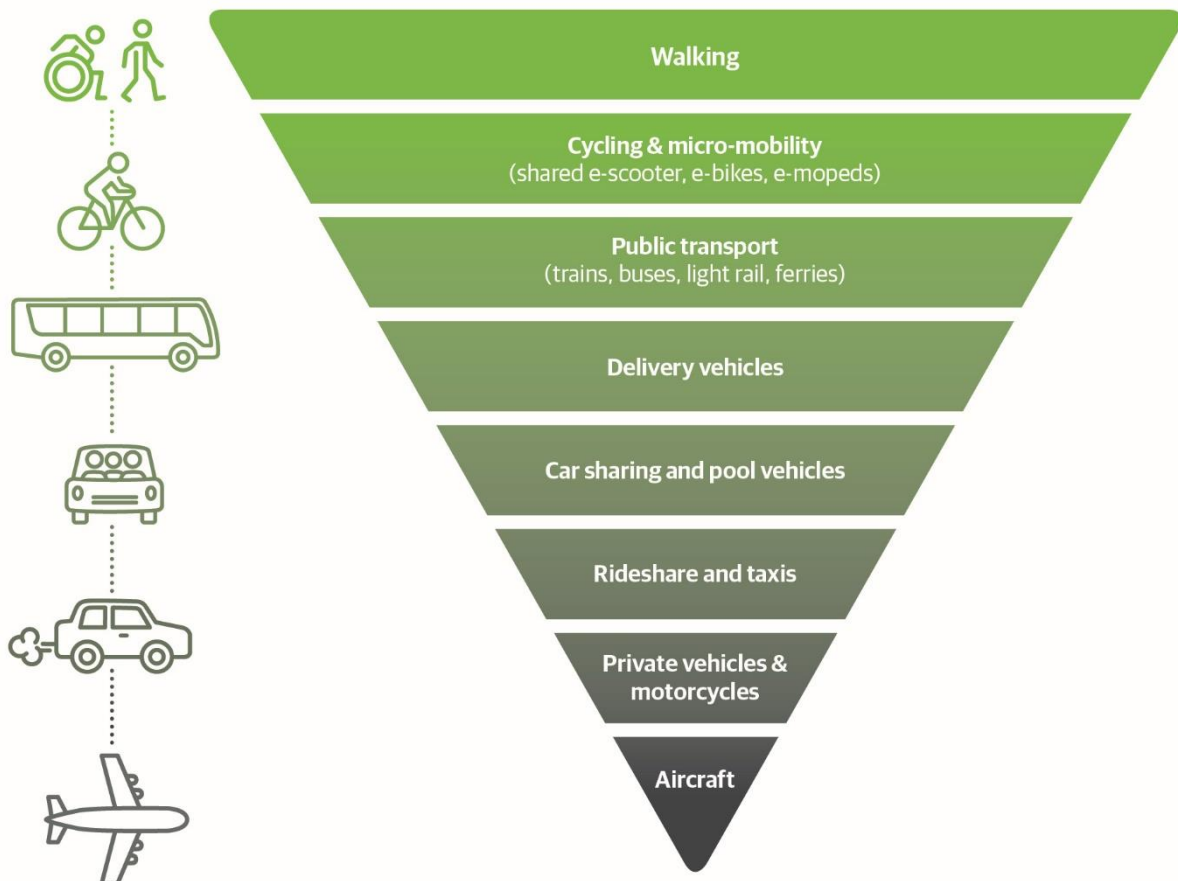 Walking
Cycling & micro-mobility
(shared e-scooter, e-bikes, e-mopeds)
Public transport
(trains, buses, light rail, ferries)
Delivery vehicles
Car sharing and pool vehicles
Rideshare and taxis
Private vehicles &
motorcycles
Aircraft